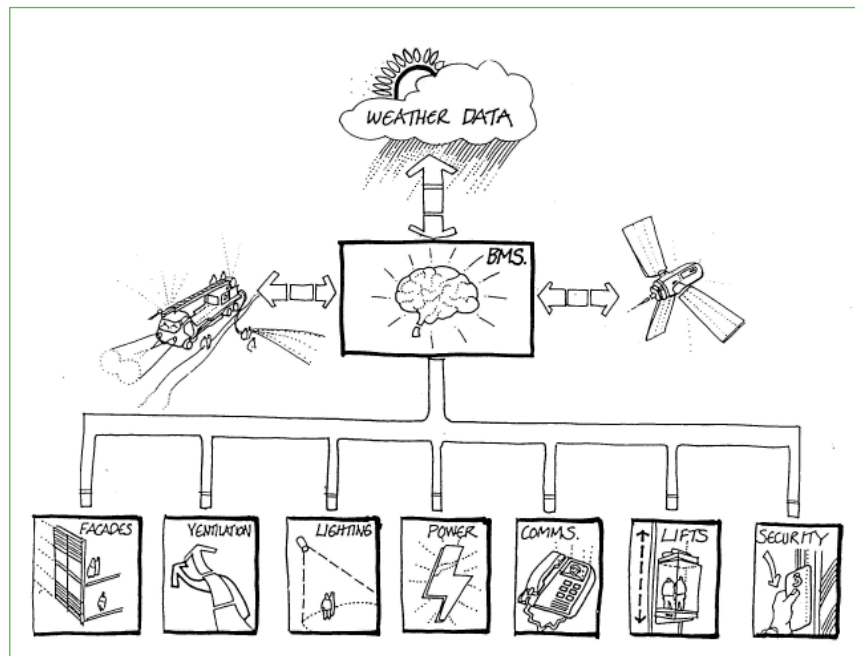 WEATHER DATA
BMS.
FACADES
VENTILATION
LIGHTING
POWER
COMMS.
LIFTS
SECURITY